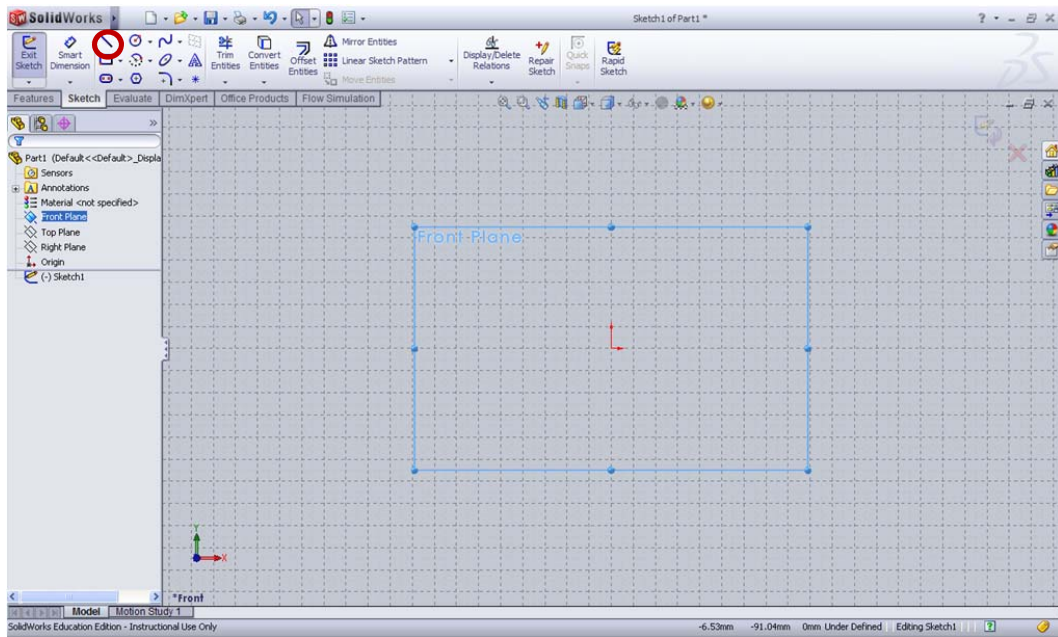 SolidWorks
Sketch1 of Part1 *
Exit Sketch
Smart Dimension
Trim Entities
Convert Entities
Offset Entities
Mirror Entities
Linear Sketch Pattern
Move Entities
Display/Delete Relations
Repair Sketch
Quick Snaps
Rapid Sketch
Features Sketch Evaluate DimXpert Office Products Flow Simulation
Part1 (Default<<Default>_Displa
Sensors
Annotations
Material <not specified>
Front Plane
Top Plane
Right Plane
Origin
(-) Sketch1
Front Plane
Y
X
*Front
Model Motion Study 1
SolidWorks Education Edition - Instructional Use Only -6.53mm -91.04mm 0mm Under Defined Editing Sketch1